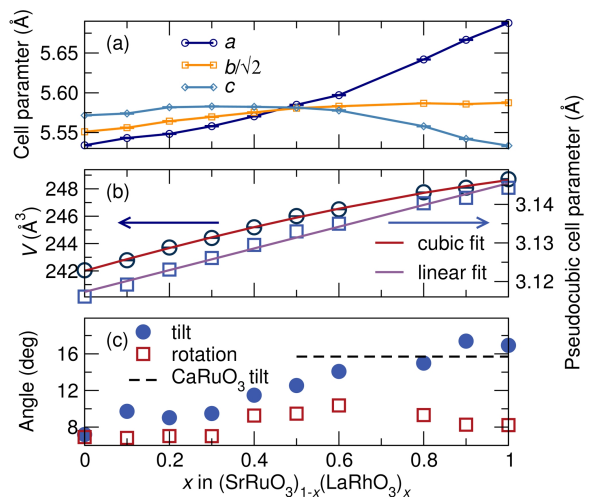 Cell paramter (Å)
5.65
5.60
5.55
(a)
a
b/√2
c
V (Å³)
248
246
244
242
(b)
cubic fit
linear fit
3.14
3.13
3.12
Pseudocubic cell parameter (Å)
Angle (deg)
16
12
8
(c)
tilt
rotation
CaRuO₃ tilt
0 0.2 0.4 0.6 0.8 1
x in (SrRuO₃)₁₋ₓ(LaRhO₃)ₓ